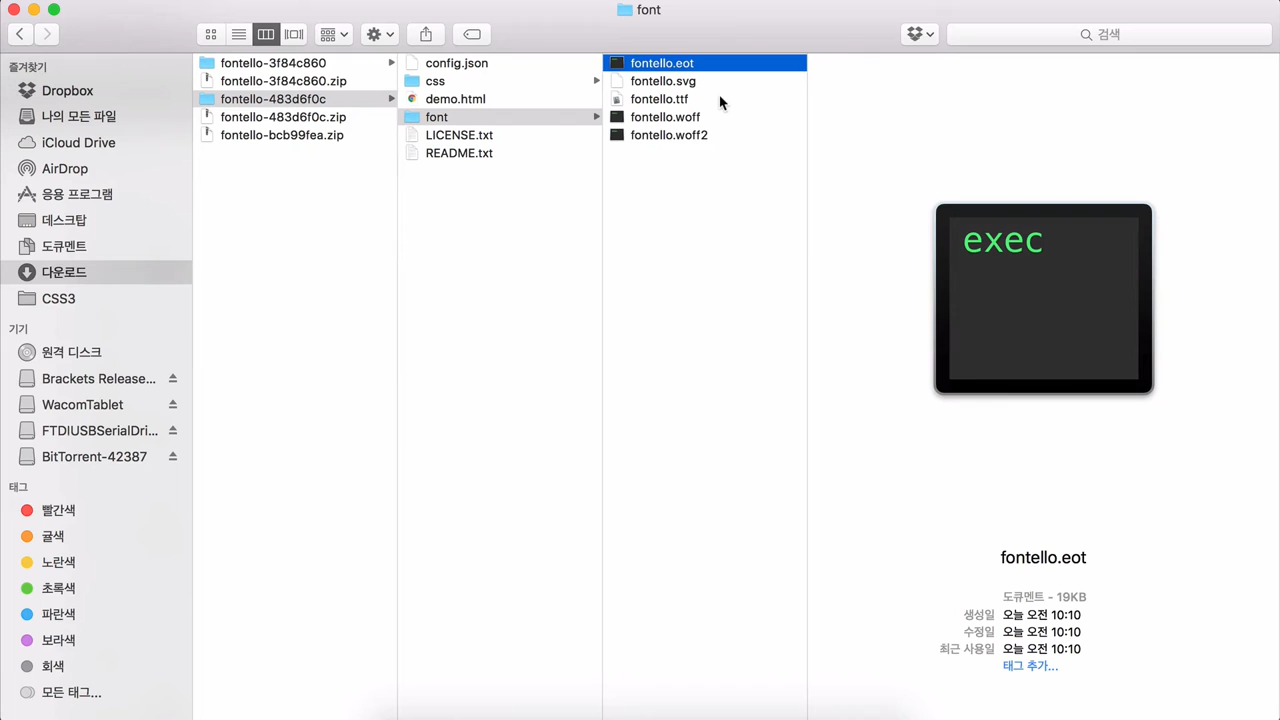 font
검색
즐겨찾기
Dropbox
나의 모든 파일
iCloud Drive
AirDrop
응용 프로그램
데스크탑
도큐멘트
다운로드
CSS3
기기
원격 디스크
Brackets Release...
WacomTablet
FTDIUSBSerialDri...
BitTorrent-42387
태그
빨간색
귤색
노란색
초록색
파란색
보라색
회색
모든 태그...
fontello-3f84c860
fontello-3f84c860.zip
fontello-483d6f0c
fontello-483d6f0c.zip
fontello-bcb99fea.zip
config.json
css
demo.html
font
LICENSE.txt
README.txt
fontello.eot
fontello.svg
fontello.ttf
fontello.woff
fontello.woff2
exec
fontello.eot
도큐멘트 - 19KB
생성일 오늘 오전 10:10
수정일 오늘 오전 10:10
최근 사용일 오늘 오전 10:10
태그 추가...